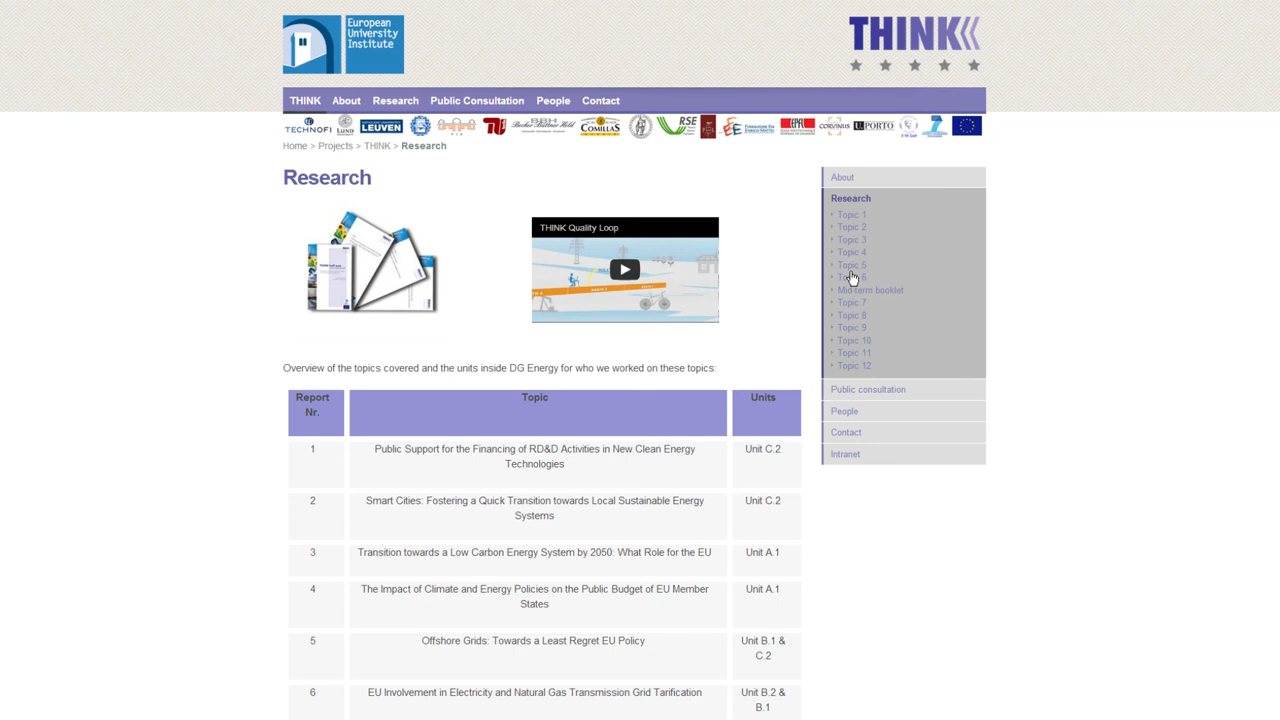 European
University
Institute
THINK
THINK About Research Public Consultation People Contact
TECHNOFI LUND LEUVEN BBH Becker Büttner Held COMILLAS RSE CORVINUS U.PORTO
Home > Projects > THINK > Research
Research
THINK Quality Loop
Overview of the topics covered and the units inside DG Energy for who we worked on these topics:
Report Nr. Topic Units
1 Public Support for the Financing of RD&D Activities in New Clean Energy Unit C.2
Technologies
2 Smart Cities: Fostering a Quick Transition towards Local Sustainable Energy Unit C.2
Systems
3 Transition towards a Low Carbon Energy System by 2050: What Role for the EU Unit A.1
4 The Impact of Climate and Energy Policies on the Public Budget of EU Member Unit A.1
States
5 Offshore Grids: Towards a Least Regret EU Policy Unit B.1 &
C.2
6 EU Involvement in Electricity and Natural Gas Transmission Grid Tarification Unit B.2 &
B.1
About
Research
Topic 1
Topic 2
Topic 3
Topic 4
Topic 5
6
Mid-term booklet
Topic 7
Topic 8
Topic 9
Topic 10
Topic 11
Topic 12
Public consultation
People
Contact
Intranet